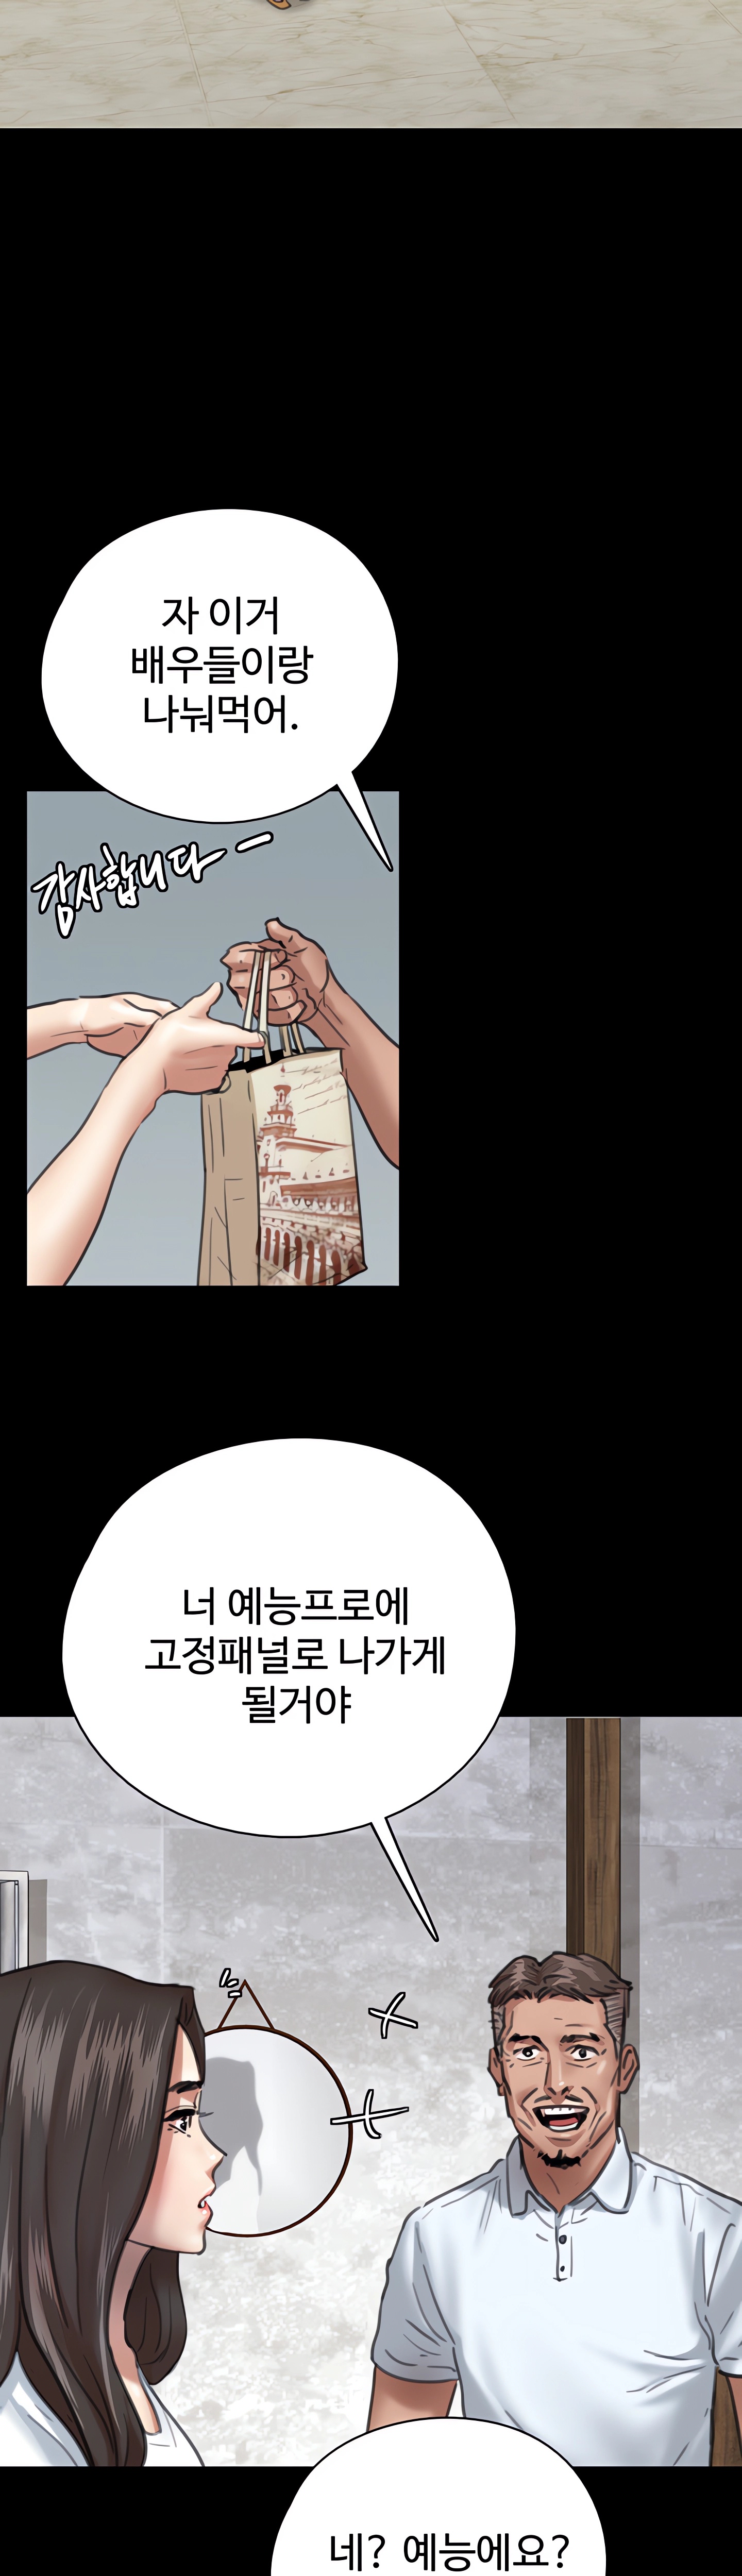 자 이거
배우들이랑
나눠먹어.
감사합니다-
너 예능프로에
고정패널로 나가게
될거야
네? 예능에요?